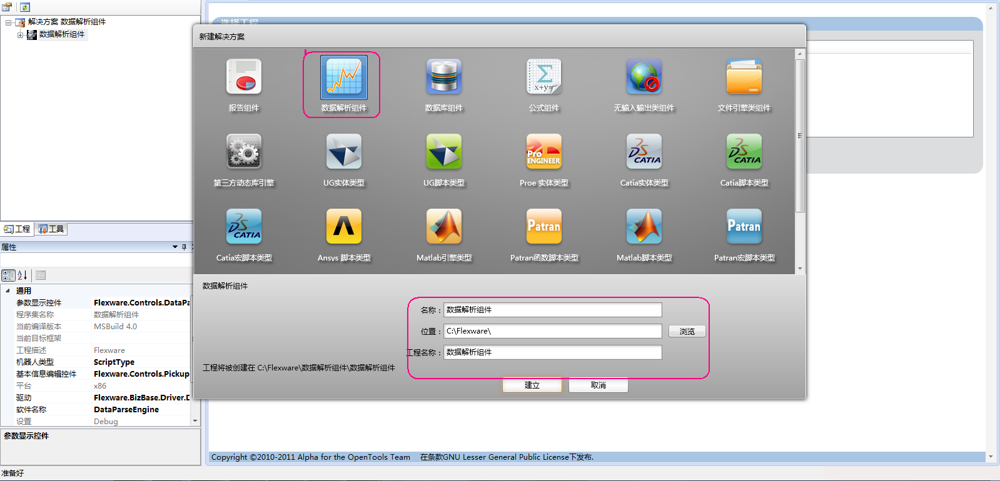 解决方案 数据解析组件
数据解析组件
选择工程
新建解决方案
报告组件
数据解析组件
数据库组件
Σ
x+y=
公式组件
无输入输出类组件
文件引擎类组件
第三方动态库引擎
UG实体类型
UG脚本类型
Pro
ENGINEER
Proe 实体类型
CATIA
Catia实体类型
CATIA
Catia脚本类型
CATIA
Catia宏脚本类型
Ansys 脚本类型
Matlab引擎类型
Patran
Patran函数脚本类型
Matlab脚本类型
Patran
Patran宏脚本类型
数据解析组件
名称：
数据解析组件
位置：
C:\Flexware\
浏览
工程名称：
数据解析组件
工程将被创建在 C:\Flexware\数据解析组件\数据解析组件
建立
取消
工程
工具
属性
通用
参数显示控件 Flexware.Controls.DataPa
程序集名称 数据解析组件
当前编译版本 MSBuild 4.0
当前目标框架
工程描述 Flexware
机器人类型 ScriptType
基本信息编辑控件 Flexware.Controls.Pickup
平台 x86
驱动 Flexware.BizBase.Driver.D
软件名称 DataParseEngine
设置 Debug
参数显示控件
Copyright ©2010-2011 Alpha for the OpenTools Team 在条款GNU Lesser General Public License下发布.
准备好